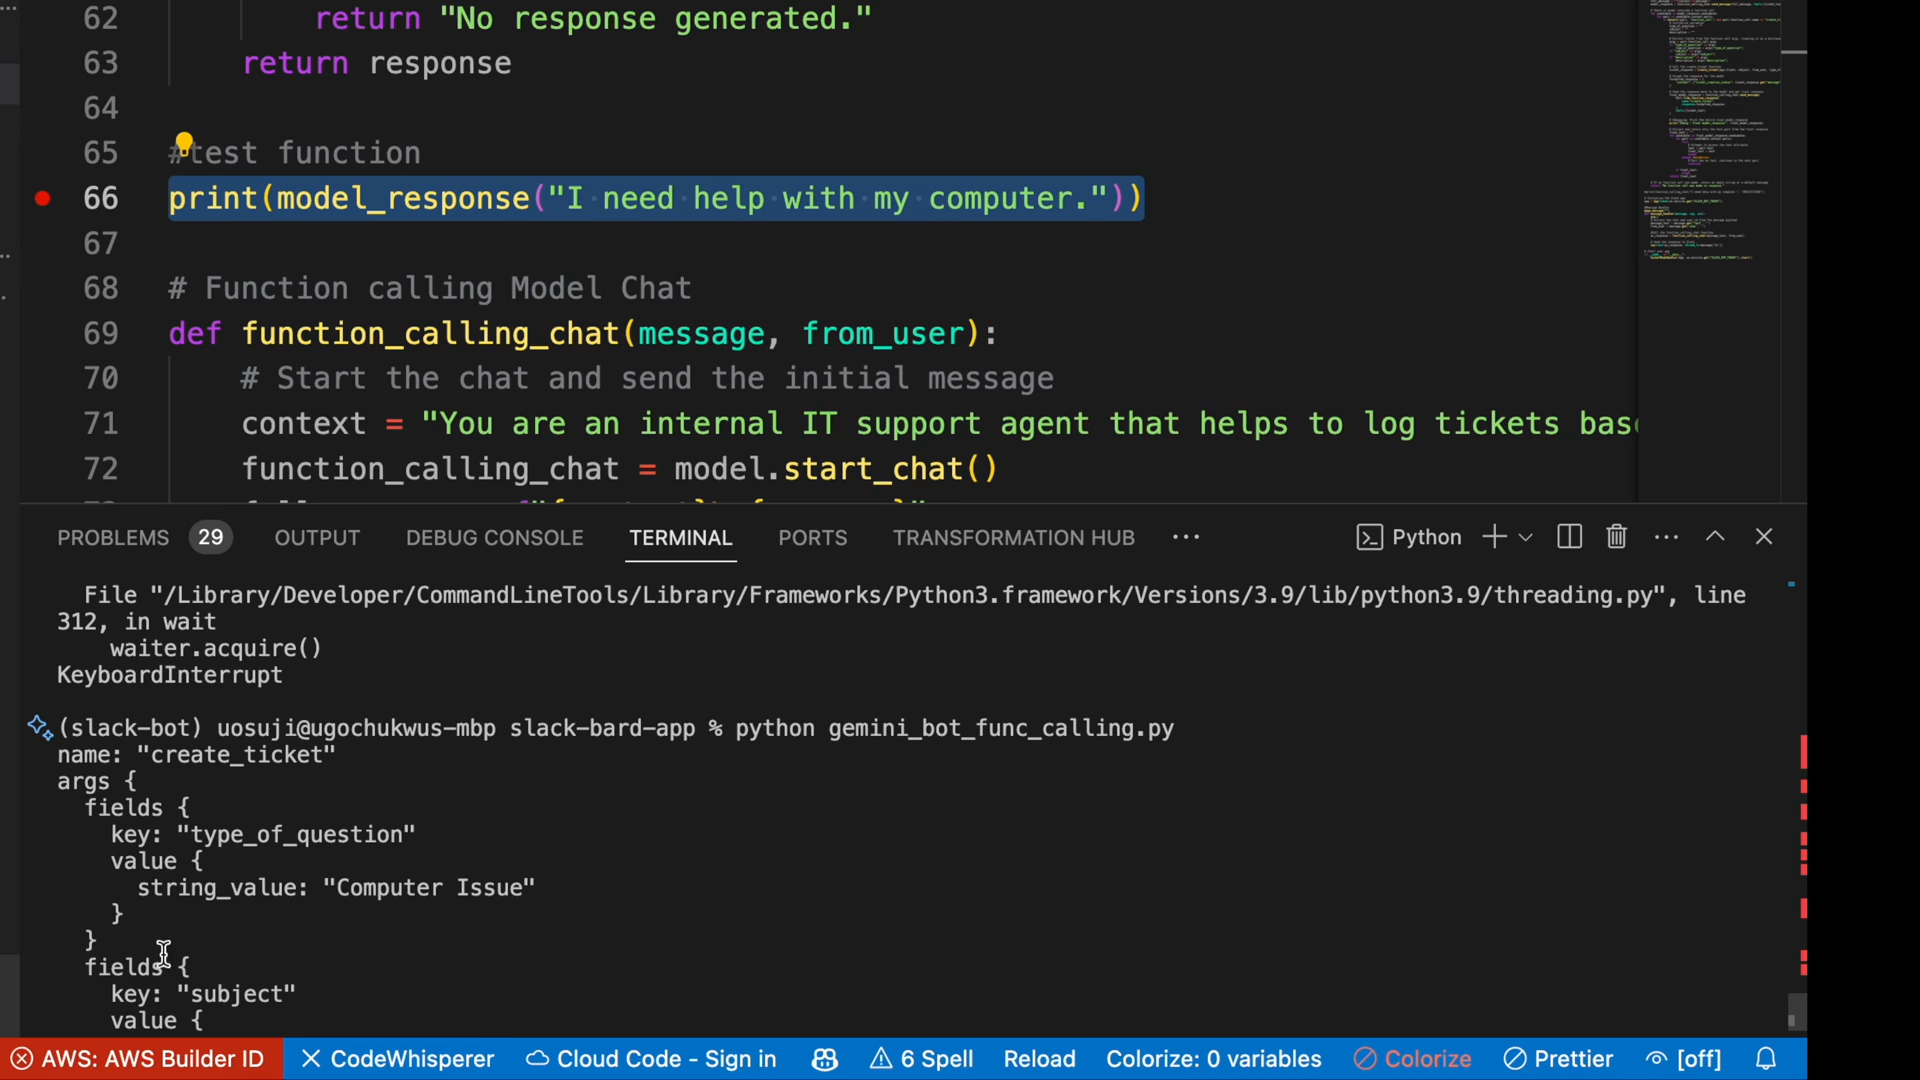 62 return "No response generated."
63 return response
64
65 #test function
66 print(model_response("I need help with my computer."))
67
68 # Function calling Model Chat
69 def function_calling_chat(message, from_user):
70 # Start the chat and send the initial message
71 context = "You are an internal IT support agent that helps to log tickets bas
72 function_calling_chat = model.start_chat()
PROBLEMS 29 OUTPUT DEBUG CONSOLE TERMINAL PORTS TRANSFORMATION HUB ... Python
File "/Library/Developer/CommandLineTools/Library/Frameworks/Python3.framework/Versions/3.9/lib/python3.9/threading.py", line
312, in wait
waiter.acquire()
KeyboardInterrupt
(slack-bot) uosuji@ugochukwus-mbp slack-bard-app % python gemini_bot_func_calling.py
name: "create_ticket"
args {
fields {
key: "type_of_question"
value {
string_value: "Computer Issue"
}
}
fields {
key: "subject"
value {
AWS: AWS Builder ID CodeWhisperer Cloud Code - Sign in 6 Spell Reload Colorize: 0 variables Colorize Prettier [off]